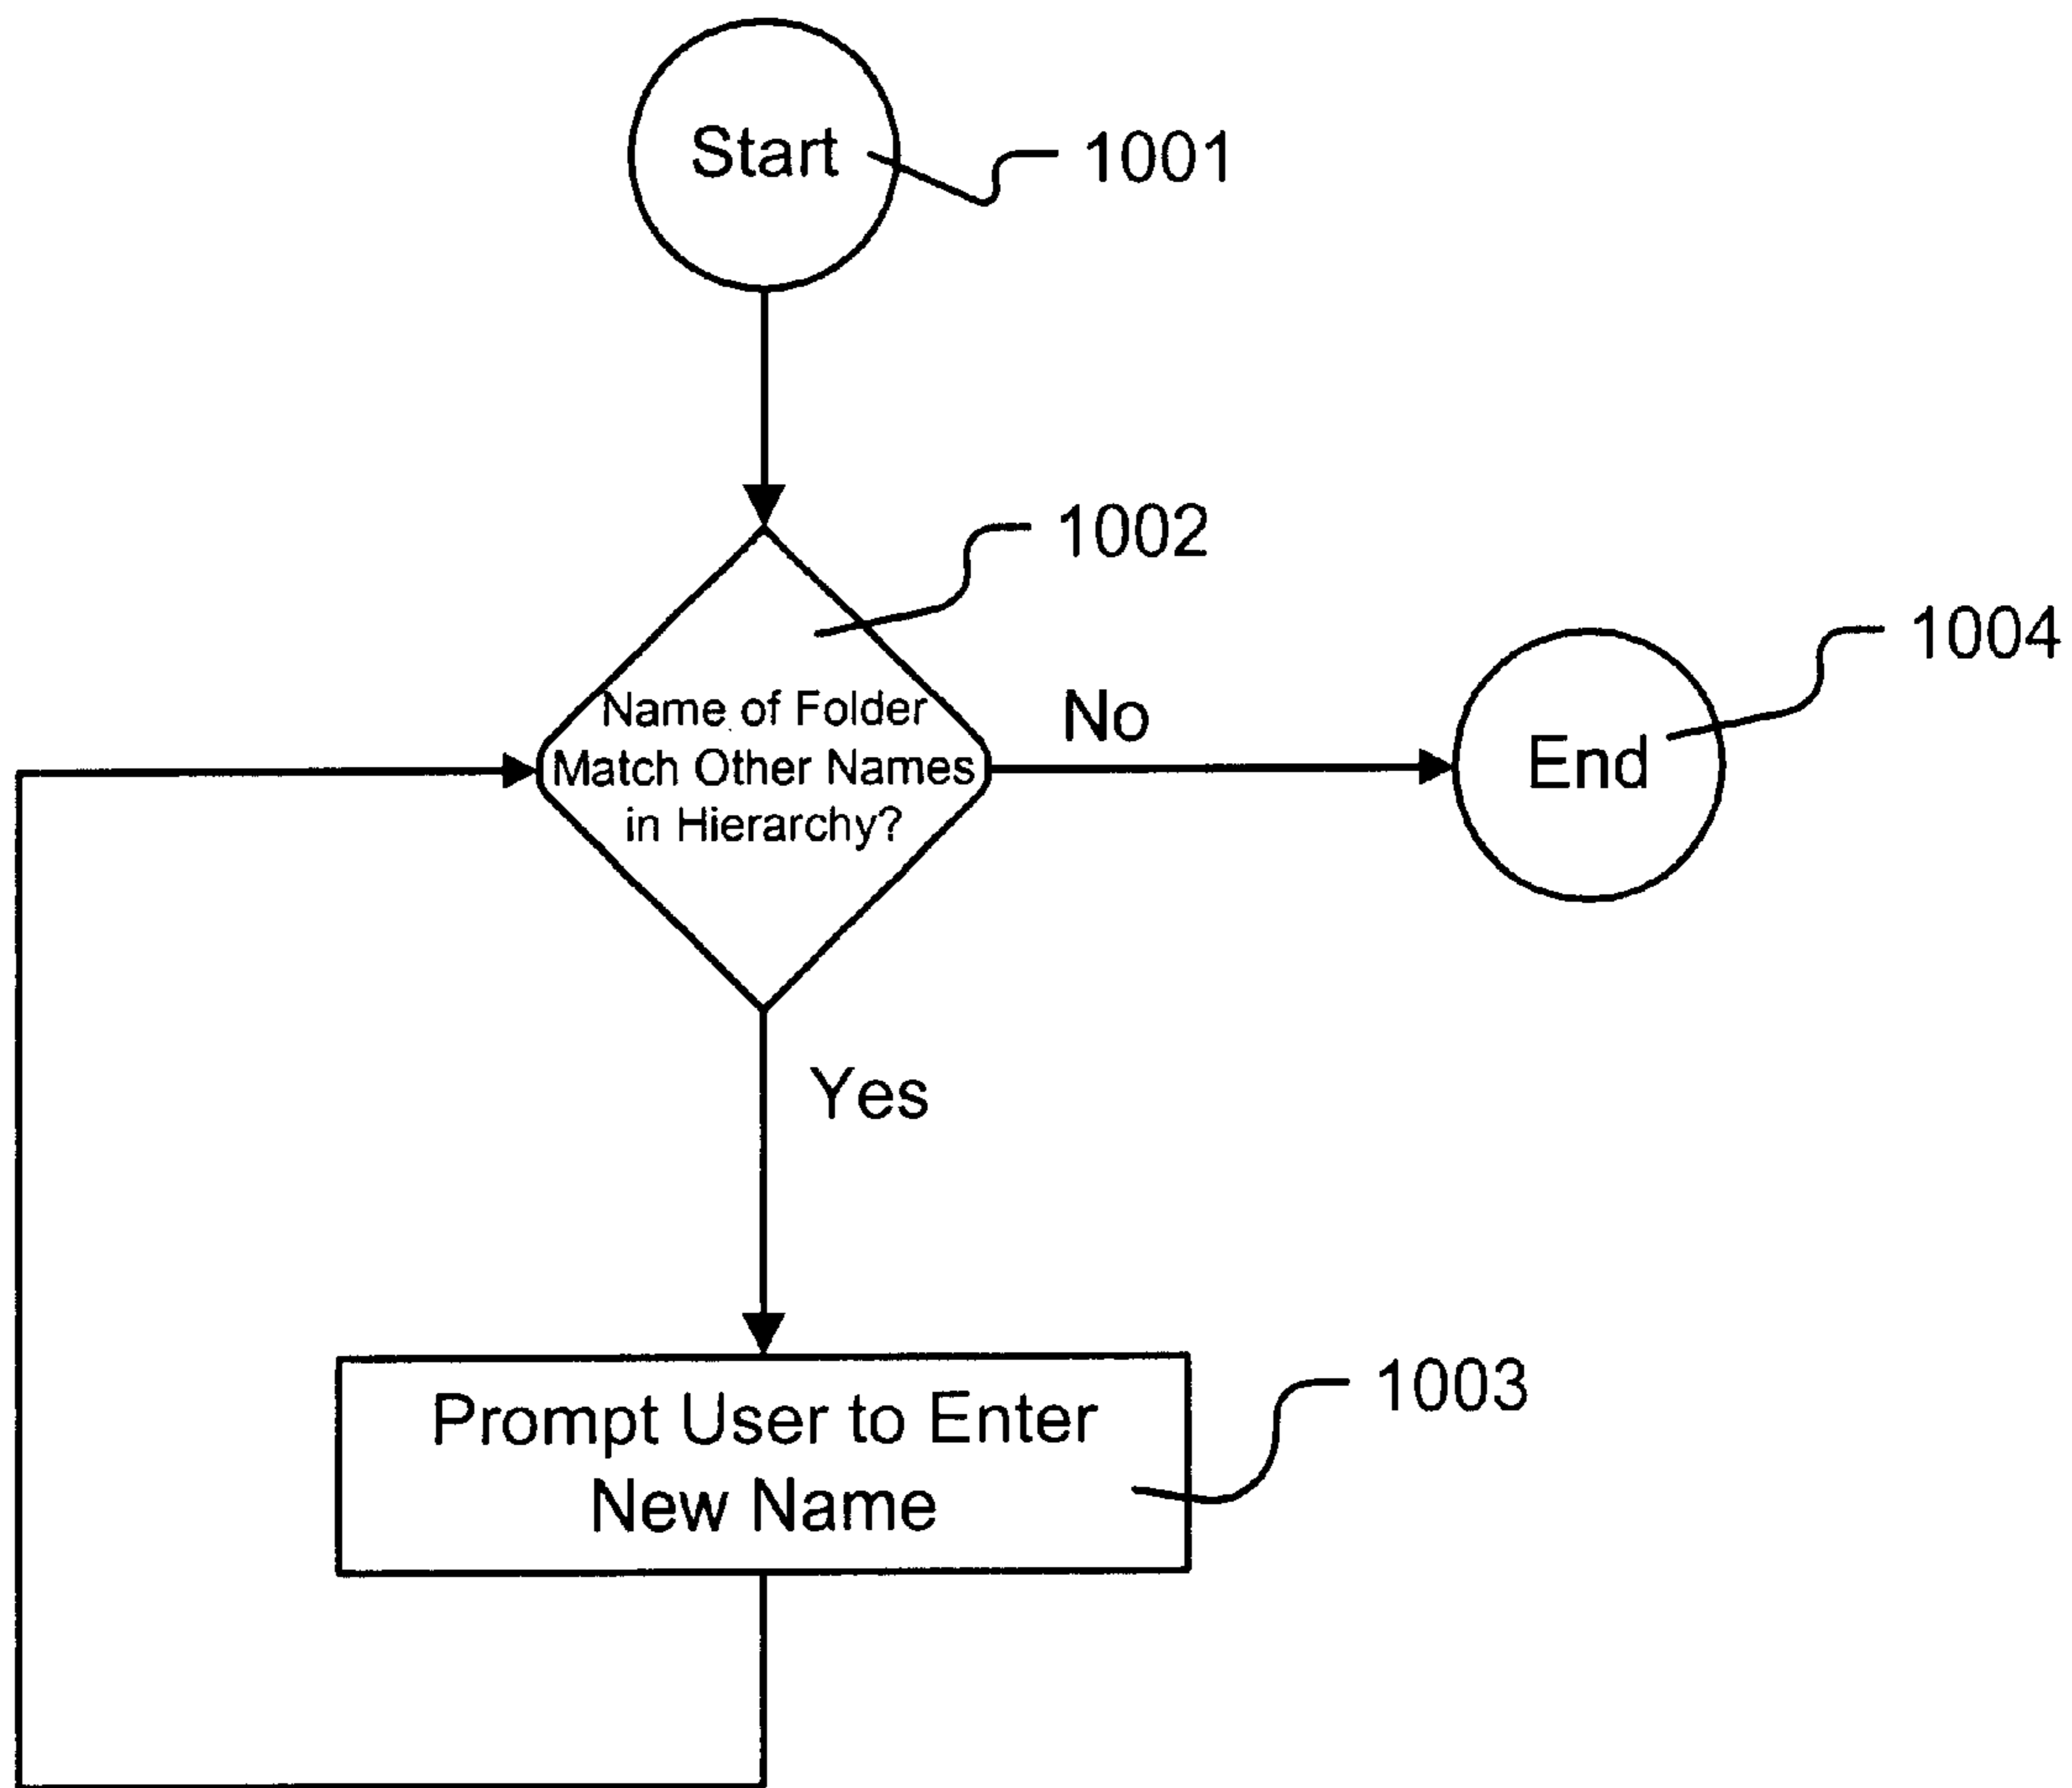 Start
1001
1002
Name of Folder
Match Other Names
in Hierarchy?
No
1004
End
Yes
Prompt User to Enter
New Name
1003